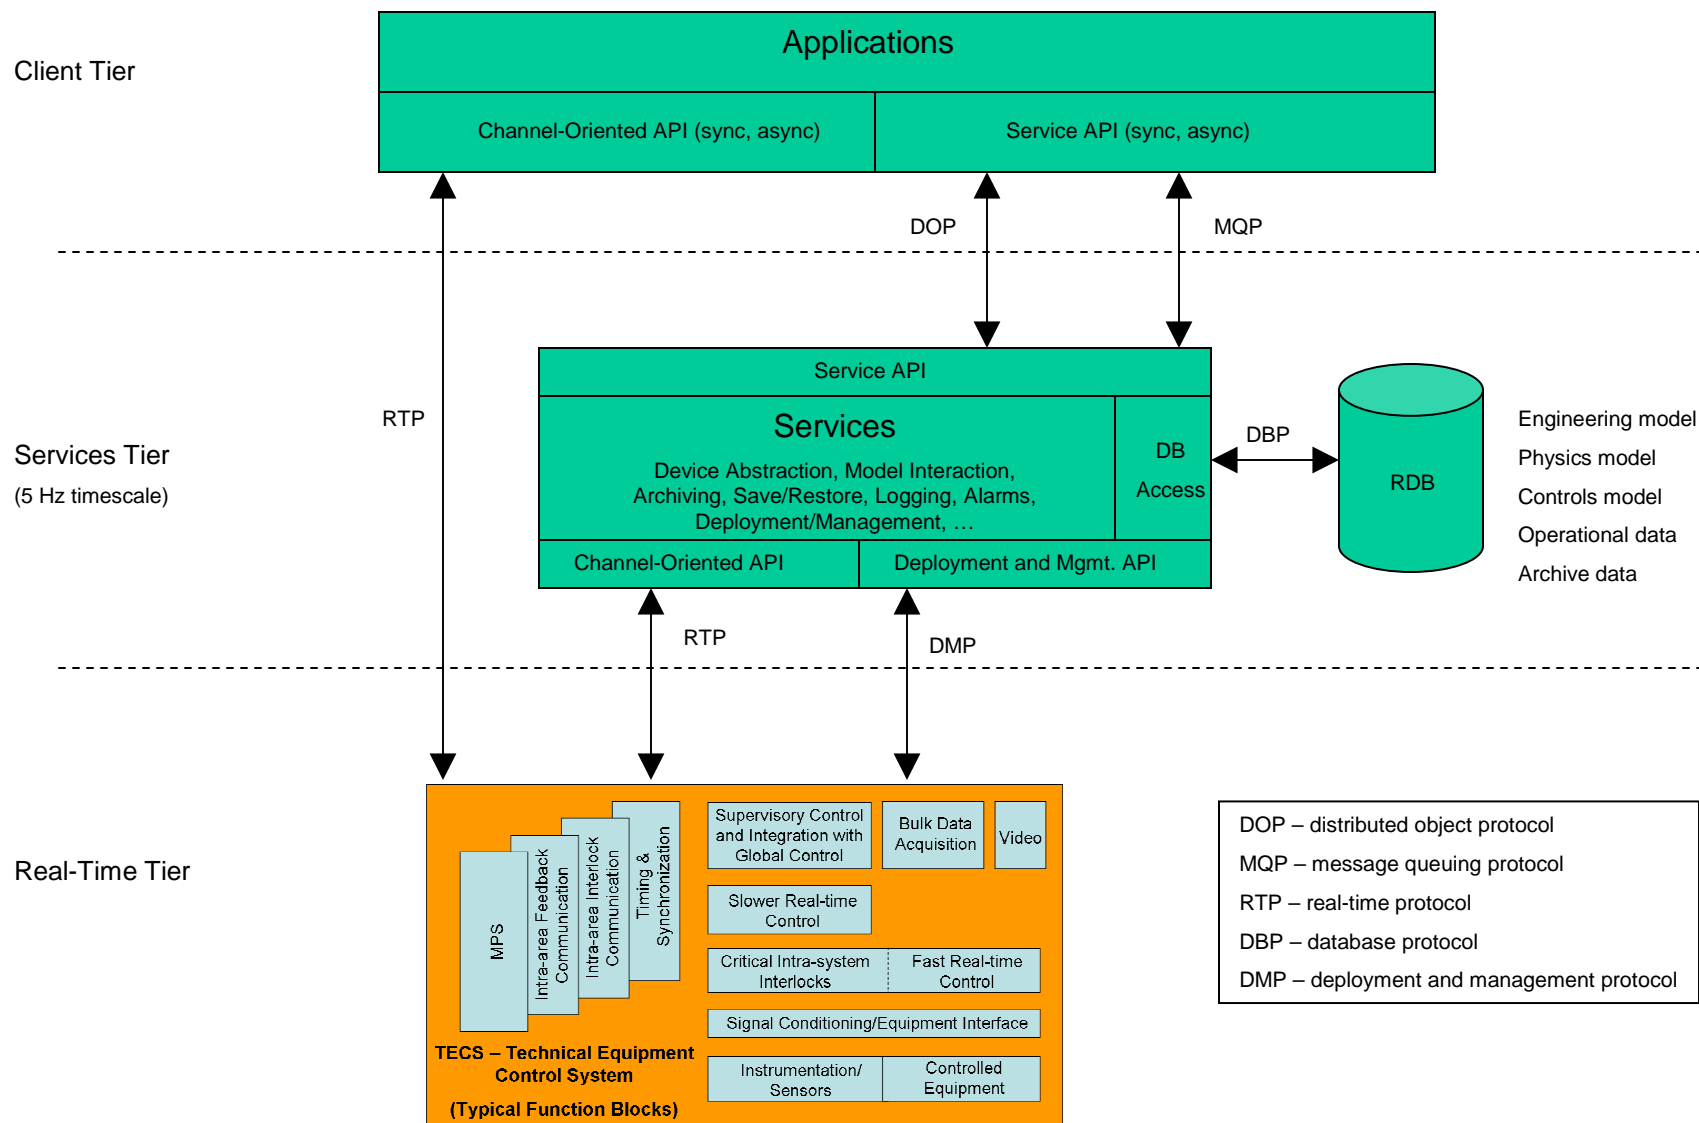 Applications
Client Tier
Channel-Oriented API (sync, async)
Service API (sync, async)
DOP
MQP
RTP
Services Tier
(5 Hz timescale)
Service API
Services
Device Abstraction, Model Interaction,
Archiving, Save/Restore, Logging, Alarms,
Deployment/Management, …
DB
Access
Channel-Oriented API
Deployment and Mgmt. API
DBP
RDB
Engineering model
Physics model
Controls model
Operational data
Archive data
RTP
DMP
Real-Time Tier
MPS
Intra-area Feedback
Communication
Intra-area Interlock
Communication
Timing &
Synchronization
Supervisory Control
and Integration with
Global Control
Bulk Data
Acquisition
Video
Slower Real-time
Control
Critical Intra-system
Interlocks
Fast Real-time
Control
Signal Conditioning/Equipment Interface
Instrumentation/
Sensors
Controlled
Equipment
TECS – Technical Equipment
Control System
(Typical Function Blocks)
DOP – distributed object protocol
MQP – message queuing protocol
RTP – real-time protocol
DBP – database protocol
DMP – deployment and management protocol